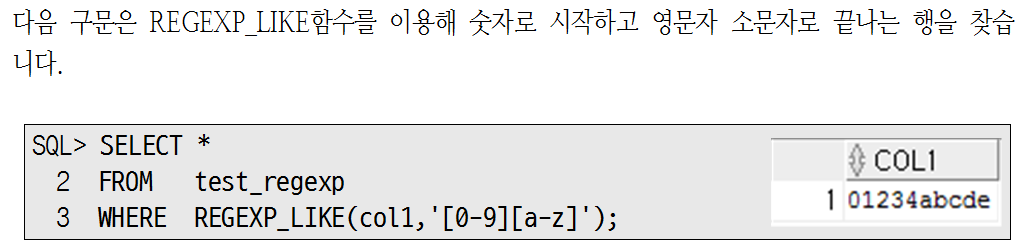 다음 구문은 REGEXP_LIKE함수를 이용해 숫자로 시작하고 영문자 소문자로 끝나는 행을 찾습
니다.
SQL> SELECT *
2 FROM test_regexp
3 WHERE REGEXP_LIKE(col1,'[0-9][a-z]');
COL1
1 01234abcde